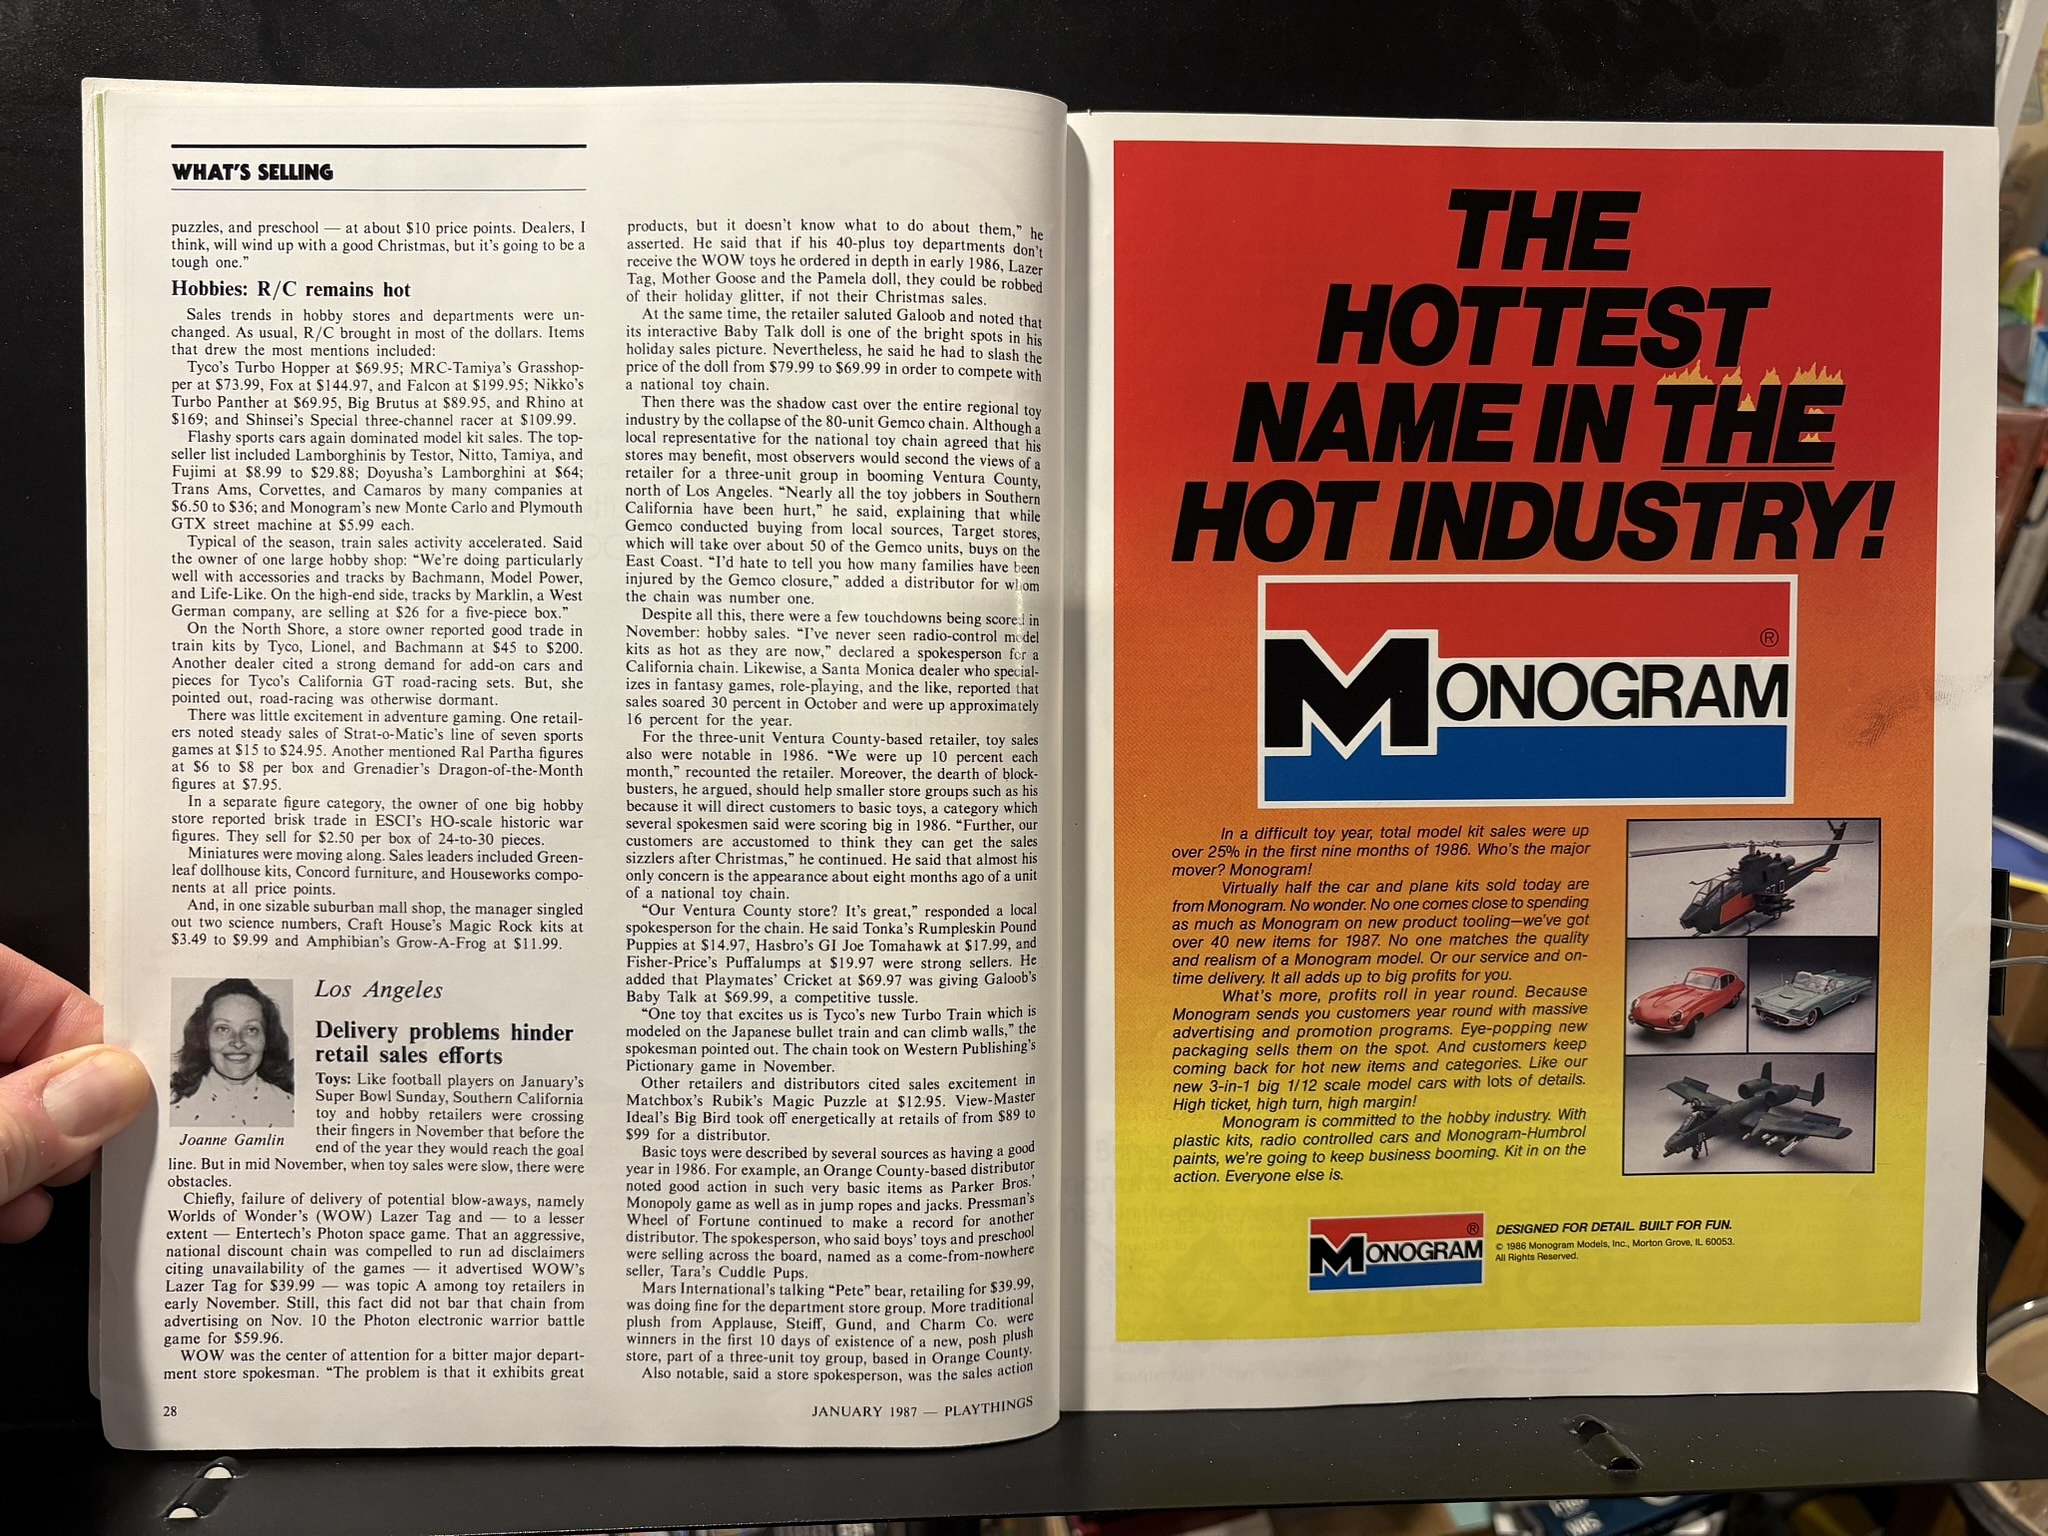 WHAT'S SELLING
puzzles, and preschool — at about $10 price points. Dealers, I
think, will wind up with a good Christmas, but it's going to be a
tough one."
Hobbies: R/C remains hot
Sales trends in hobby stores and departments were un-
changed. As usual, R/C brought in most of the dollars. Items
that drew the most mentions included:
Tyco's Turbo Hopper at $69.95; MRC-Tamiya's Grasshop-
per at $73.99, Fox at $144.97, and Falcon at $199.95; Nikko's
Turbo Panther at $69.95, Big Brutus at $89.95, and Rhino at
$169; and Shinsei's Special three-channel racer at $109.99.
Flashy sports cars again dominated model kit sales. The top-
seller list included Lamborghinis by Testor, Nitto, Tamiya, and
Fujimi at $8.99 to $29.88; Doyusha's Lamborghini at $64;
Trans Ams, Corvettes, and Camaros by many companies at
$6.50 to $36; and Monogram's new Monte Carlo and Plymouth
GTX street machine at $5.99 each.
Typical of the season, train sales activity accelerated. Said
the owner of one large hobby shop: "We're doing particularly
well with accessories and tracks by Bachmann, Model Power,
and Life-Like. On the high-end side, tracks by Marklin, a West
German company, are selling at $26 for a five-piece box."
On the North Shore, a store owner reported good trade in
train kits by Tyco, Lionel, and Bachmann at $45 to $200.
Another dealer cited a strong demand for add-on cars and
pieces for Tyco's California GT road-racing sets. But, she
pointed out, road-racing was otherwise dormant.
There was little excitement in adventure gaming. One retail-
ers noted steady sales of Strat-o-Matic's line of seven sports
games at $15 to $24.95. Another mentioned Ral Partha figures
at $6 to $8 per box and Grenadier's Dragon-of-the-Month
figures at $7.95.
In a separate figure category, the owner of one big hobby
store reported brisk trade in ESCI's HO-scale historic war
figures. They sell for $2.50 per box of 24-to-30 pieces.
Miniatures were moving along. Sales leaders included Green-
leaf dollhouse kits, Concord furniture, and Houseworks compo-
nents at all price points.
And, in one sizable suburban mall shop, the manager singled
out two science numbers, Craft House's Magic Rock kits at
$3.49 to $9.99 and Amphibian's Grow-A-Frog at $11.99.
Joanne Gamlin
Los Angeles
Delivery problems hinder
retail sales efforts
Toys: Like football players on January's
Super Bowl Sunday, Southern California
toy and hobby retailers were crossing
their fingers in November that before the
end of the year they would reach the goal
line. But in mid November, when toy sales were slow, there were
obstacles.
Chiefly, failure of delivery of potential blow-aways, namely
Worlds of Wonder's (WOW) Lazer Tag and — to a lesser
extent — Entertech's Photon space game. That an aggressive,
national discount chain was compelled to run ad disclaimers
citing unavailability of the games — it advertised WOW's
Lazer Tag for $39.99 — was topic A among toy retailers in
early November. Still, this fact did not bar that chain from
advertising on Nov. 10 the Photon electronic warrior battle
game for $59.96.
WOW was the center of attention for a bitter major depart-
ment store spokesman. "The problem is that it exhibits great
products, but it doesn't know what to do about them," he
asserted. He said that if his 40-plus toy departments don't
receive the WOW toys he ordered in depth in early 1986, Lazer
Tag, Mother Goose and the Pamela doll, they could be robbed
of their holiday glitter, if not their Christmas sales.
At the same time, the retailer saluted Galoob and noted that
its interactive Baby Talk doll is one of the bright spots in his
holiday sales picture. Nevertheless, he said he had to slash the
price of the doll from $79.99 to $69.99 in order to compete with
a national toy chain.
Then there was the shadow cast over the entire regional toy
industry by the collapse of the 80-unit Gemco chain. Although a
local representative for the national toy chain agreed that his
stores may benefit, most observers would second the views of a
retailer for a three-unit group in booming Ventura County,
north of Los Angeles. "Nearly all the toy jobbers in Southern
California have been hurt," he said, explaining that while
Gemco conducted buying from local sources, Target stores,
which will take over about 50 of the Gemco units, buys on the
East Coast. "I'd hate to tell you how many families have been
injured by the Gemco closure," added a distributor for whom
the chain was number one.
Despite all this, there were a few touchdowns being scored in
November: hobby sales. "I've never seen radio-control model
kits as hot as they are now," declared a spokesperson for a
California chain. Likewise, a Santa Monica dealer who special-
izes in fantasy games, role-playing, and the like, reported that
sales soared 30 percent in October and were up approximately
16 percent for the year.
For the three-unit Ventura County-based retailer, toy sales
also were notable in 1986. "We were up 10 percent each
month," recounted the retailer. Moreover, the dearth of block-
busters, he argued, should help smaller store groups such as his
because it will direct customers to basic toys, a category which
several spokesmen said were scoring big in 1986. "Further, our
customers are accustomed to think they can get the sales
sizzlers after Christmas," he continued. He said that almost his
only concern is the appearance about eight months ago of a unit
of a national toy chain.
"Our Ventura County store? It's great," responded a local
spokesperson for the chain. He said Tonka's Rumpleskin Pound
Puppies at $14.97, Hasbro's GI Joe Tomahawk at $17.99, and
Fisher-Price's Puffalumps at $19.97 were strong sellers. He
added that Playmates' Cricket at $69.97 was giving Galoob's
Baby Talk at $69.99, a competitive tussle.
"One toy that excites us is Tyco's new Turbo Train which is
modeled on the Japanese bullet train and can climb walls," the
spokesman pointed out. The chain took on Western Publishing's
Pictionary game in November.
Other retailers and distributors cited sales excitement in
Matchbox's Rubik's Magic Puzzle at $12.95. View-Master
Ideal's Big Bird took off energetically at retails of from $89 to
$99 for a distributor.
Basic toys were described by several sources as having a good
year in 1986. For example, an Orange County-based distributor
noted good action in such very basic items as Parker Bros.'
Monopoly game as well as in jump ropes and jacks. Pressman's
Wheel of Fortune continued to make a record for another
distributor. The spokesperson, who said boys' toys and preschool
were selling across the board, named as a come-from-nowhere
seller, Tara's Cuddle Pups.
Mars International's talking "Pete" bear, retailing for $39.99,
was doing fine for the department store group. More traditional
plush from Applause, Steiff, Gund, and Charm Co. were
winners in the first 10 days of existence of a new, posh plush
store, part of a three-unit toy group, based in Orange County.
Also notable, said a store spokesperson, was the sales action
28
JANUARY 1987 — PLAYTHINGS
THE
HOTTEST
NAME IN THE
HOT INDUSTRY!
MONOGRAM ®
In a difficult toy year, total model kit sales were up
over 25% in the first nine months of 1986. Who's the major
mover? Monogram!
Virtually half the car and plane kits sold today are
from Monogram. No wonder. No one comes close to spending
as much as Monogram on new product tooling—we've got
over 40 new items for 1987. No one matches the quality
and realism of a Monogram model. Or our service and on-
time delivery. It all adds up to big profits for you.
What's more, profits roll in year round. Because
Monogram sends you customers year round with massive
advertising and promotion programs. Eye-popping new
packaging sells them on the spot. And customers keep
coming back for hot new items and categories. Like our
new 3-in-1 big 1/12 scale model cars with lots of details.
High ticket, high turn, high margin!
Monogram is committed to the hobby industry. With
plastic kits, radio controlled cars and Monogram-Humbrol
paints, we're going to keep business booming. Kit in on the
action. Everyone else is.
MONOGRAM ®
DESIGNED FOR DETAIL. BUILT FOR FUN.
© 1986 Monogram Models, Inc., Morton Grove, IL 60053.
All Rights Reserved.